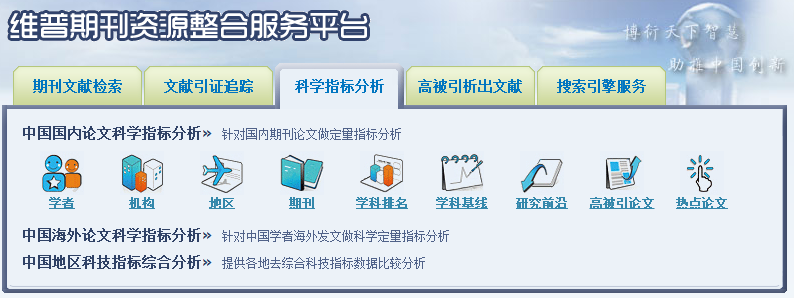 维普期刊资源整合服务平台
博衍天下智慧
助推中国创新
期刊文献检索 文献引证追踪 科学指标分析 高被引析出文献 搜索引擎服务
中国国内论文科学指标分析» 针对国内期刊论文做定量指标分析
学者 机构 地区 期刊 学科排名 学科基线 研究前沿 高被引论文 热点论文
中国海外论文科学指标分析» 针对中国学者海外发文做科学定量指标分析
中国地区科技指标综合分析» 提供各地去综合科技指标数据比较分析